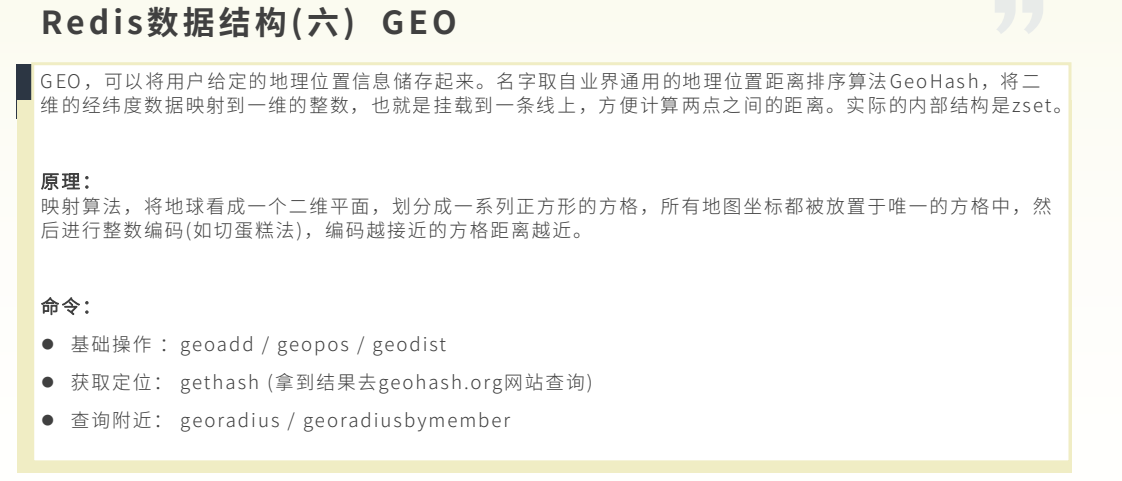 Redis数据结构(六) GEO
”
GEO，可以将用户给定的地理位置信息储存起来。名字取自业界通用的地理位置距离排序算法GeoHash，将二
维的经纬度数据映射到一维的整数，也就是挂载到一条线上，方便计算两点之间的距离。实际的内部结构是zset。
原理：
映射算法，将地球看成一个二维平面，划分成一系列正方形的方格，所有地图坐标都被放置于唯一的方格中，然
后进行整数编码(如切蛋糕法)，编码越接近的方格距离越近。
命令：
● 基础操作 ：geoadd / geopos / geodist
● 获取定位： gethash (拿到结果去geohash.org网站查询)
● 查询附近： georadius / georadiusbymember